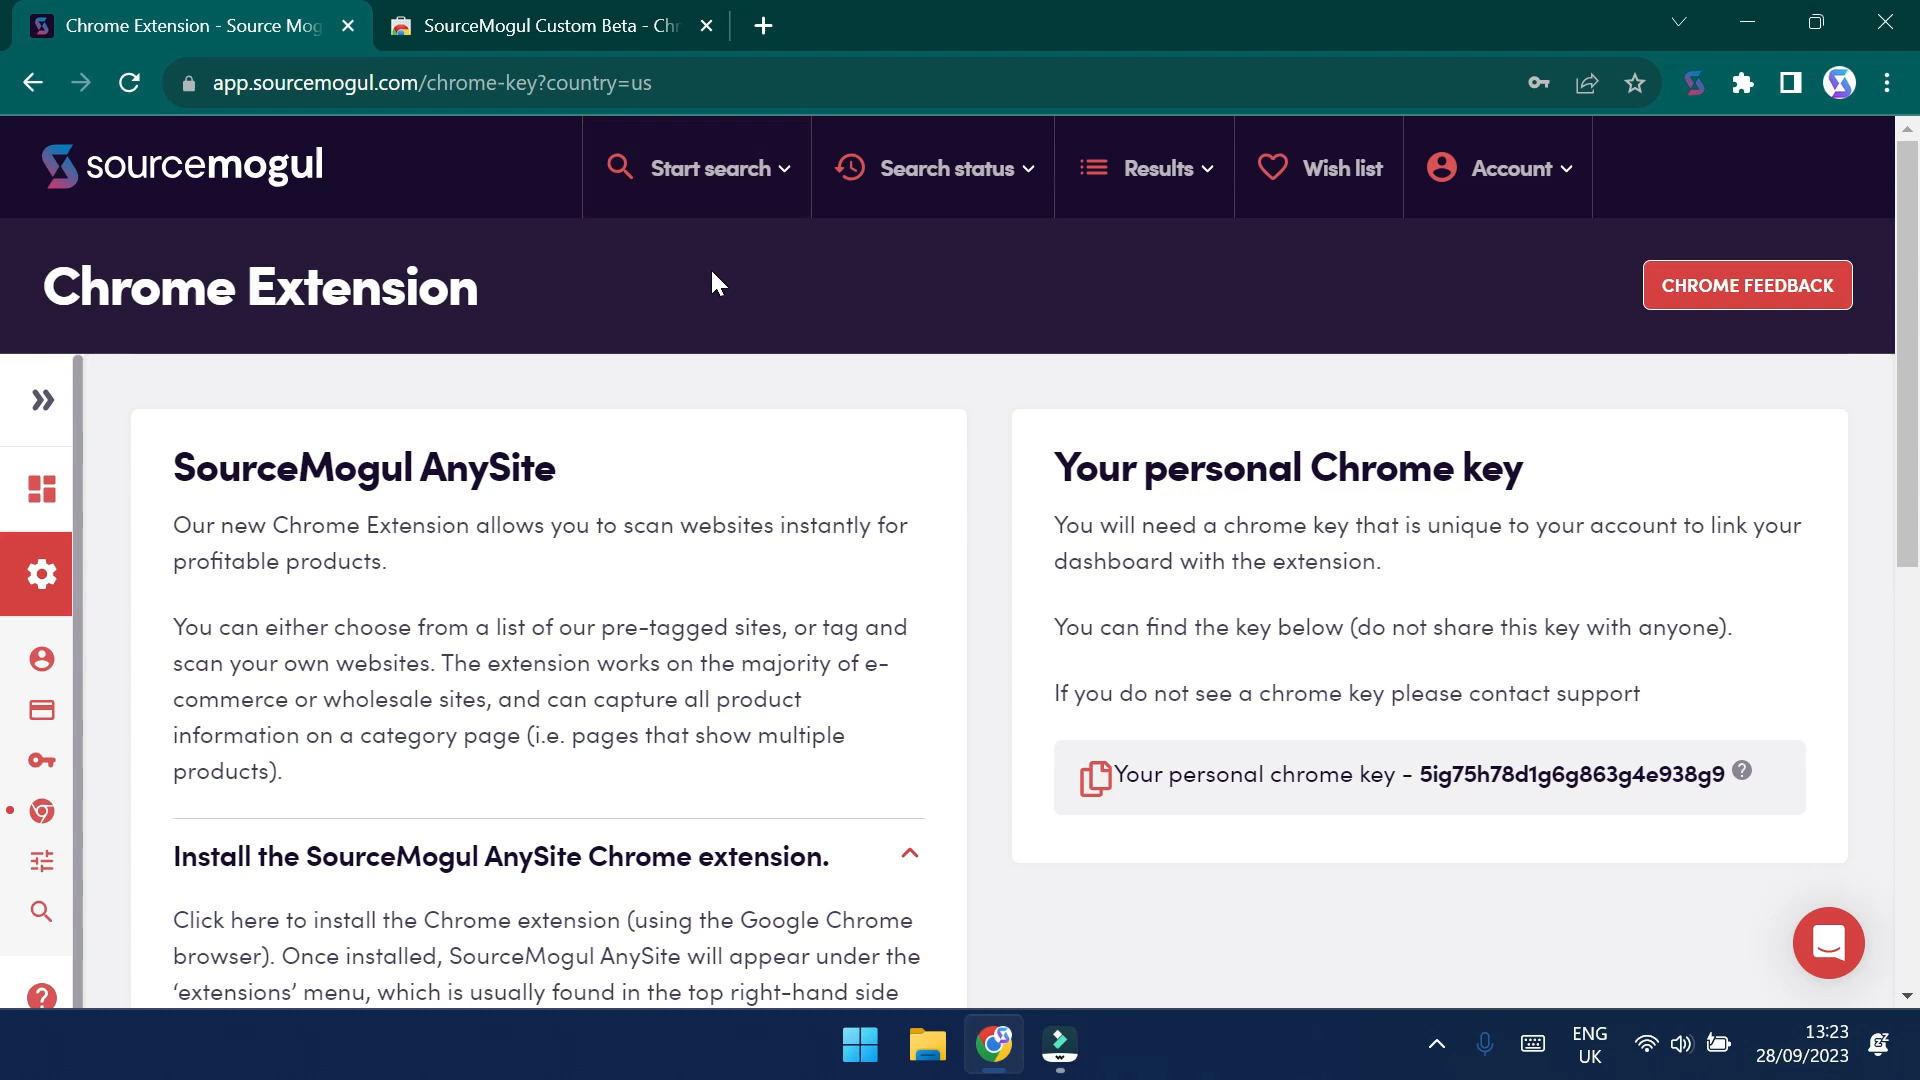 Chrome Extension - Source Mog
SourceMogul Custom Beta - Chr
app.sourcemogul.com/chrome-key?country=us
sourcemogul
Start search
Search status
Results
Wish list
Account
Chrome Extension
CHROME FEEDBACK
SourceMogul AnySite
Our new Chrome Extension allows you to scan websites instantly for
profitable products.
You can either choose from a list of our pre-tagged sites, or tag and
scan your own websites. The extension works on the majority of e-
commerce or wholesale sites, and can capture all product
information on a category page (i.e. pages that show multiple
products).
Install the SourceMogul AnySite Chrome extension.
Click here to install the Chrome extension (using the Google Chrome
browser). Once installed, SourceMogul AnySite will appear under the
‘extensions’ menu, which is usually found in the top right-hand side
Your personal Chrome key
You will need a chrome key that is unique to your account to link your
dashboard with the extension.
You can find the key below (do not share this key with anyone).
If you do not see a chrome key please contact support
Your personal chrome key - 5ig75h78d1g6g863g4e938g9
ENG
UK
13:23
28/09/2023